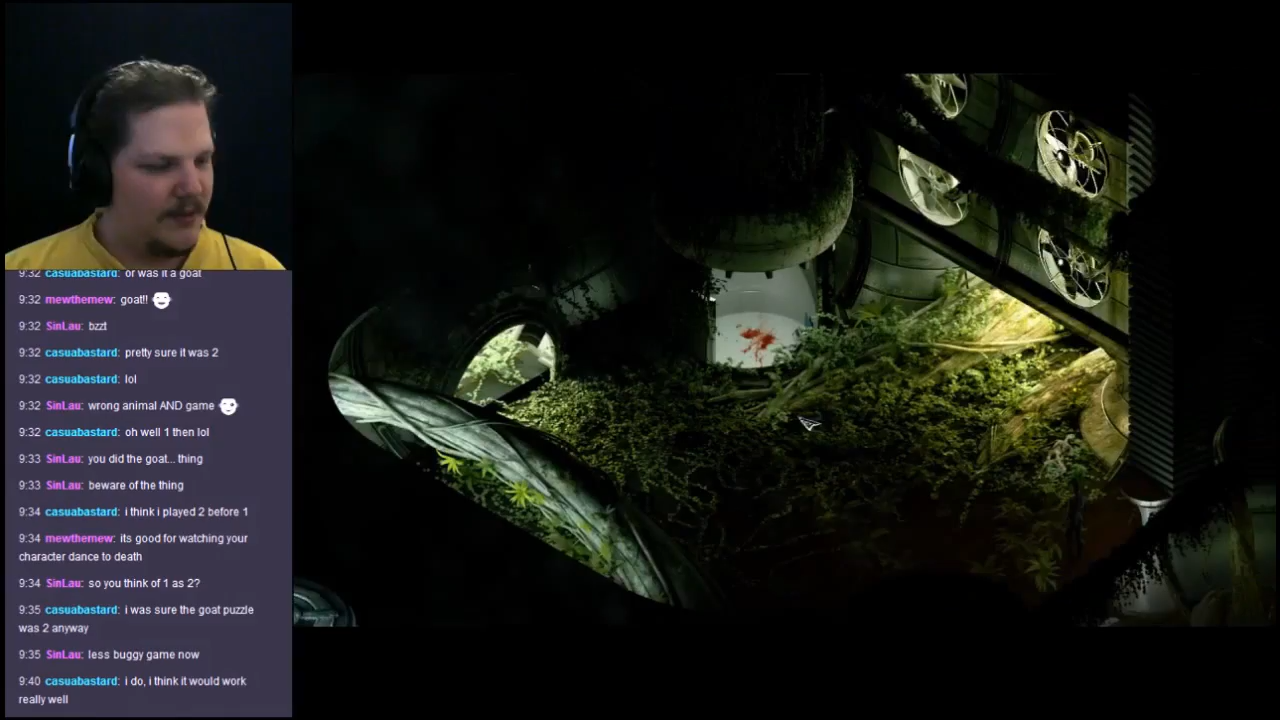 9:32 casuabastard: or was it a goat
9:32 mewthemew: goat!!
9:32 SinLau: bzzt
9:32 casuabastard: pretty sure it was 2
9:32 casuabastard: lol
9:32 SinLau: wrong animal AND game
9:32 casuabastard: oh well 1 then lol
9:33 SinLau: you did the goat... thing
9:33 SinLau: beware of the thing
9:34 casuabastard: i think i played 2 before 1
9:34 mewthemew: its good for watching your
character dance to death
9:34 SinLau: so you think of 1 as 2?
9:35 casuabastard: i was sure the goat puzzle
was 2 anyway
9:35 SinLau: less buggy game now
9:40 casuabastard: i do, i think it would work
really well